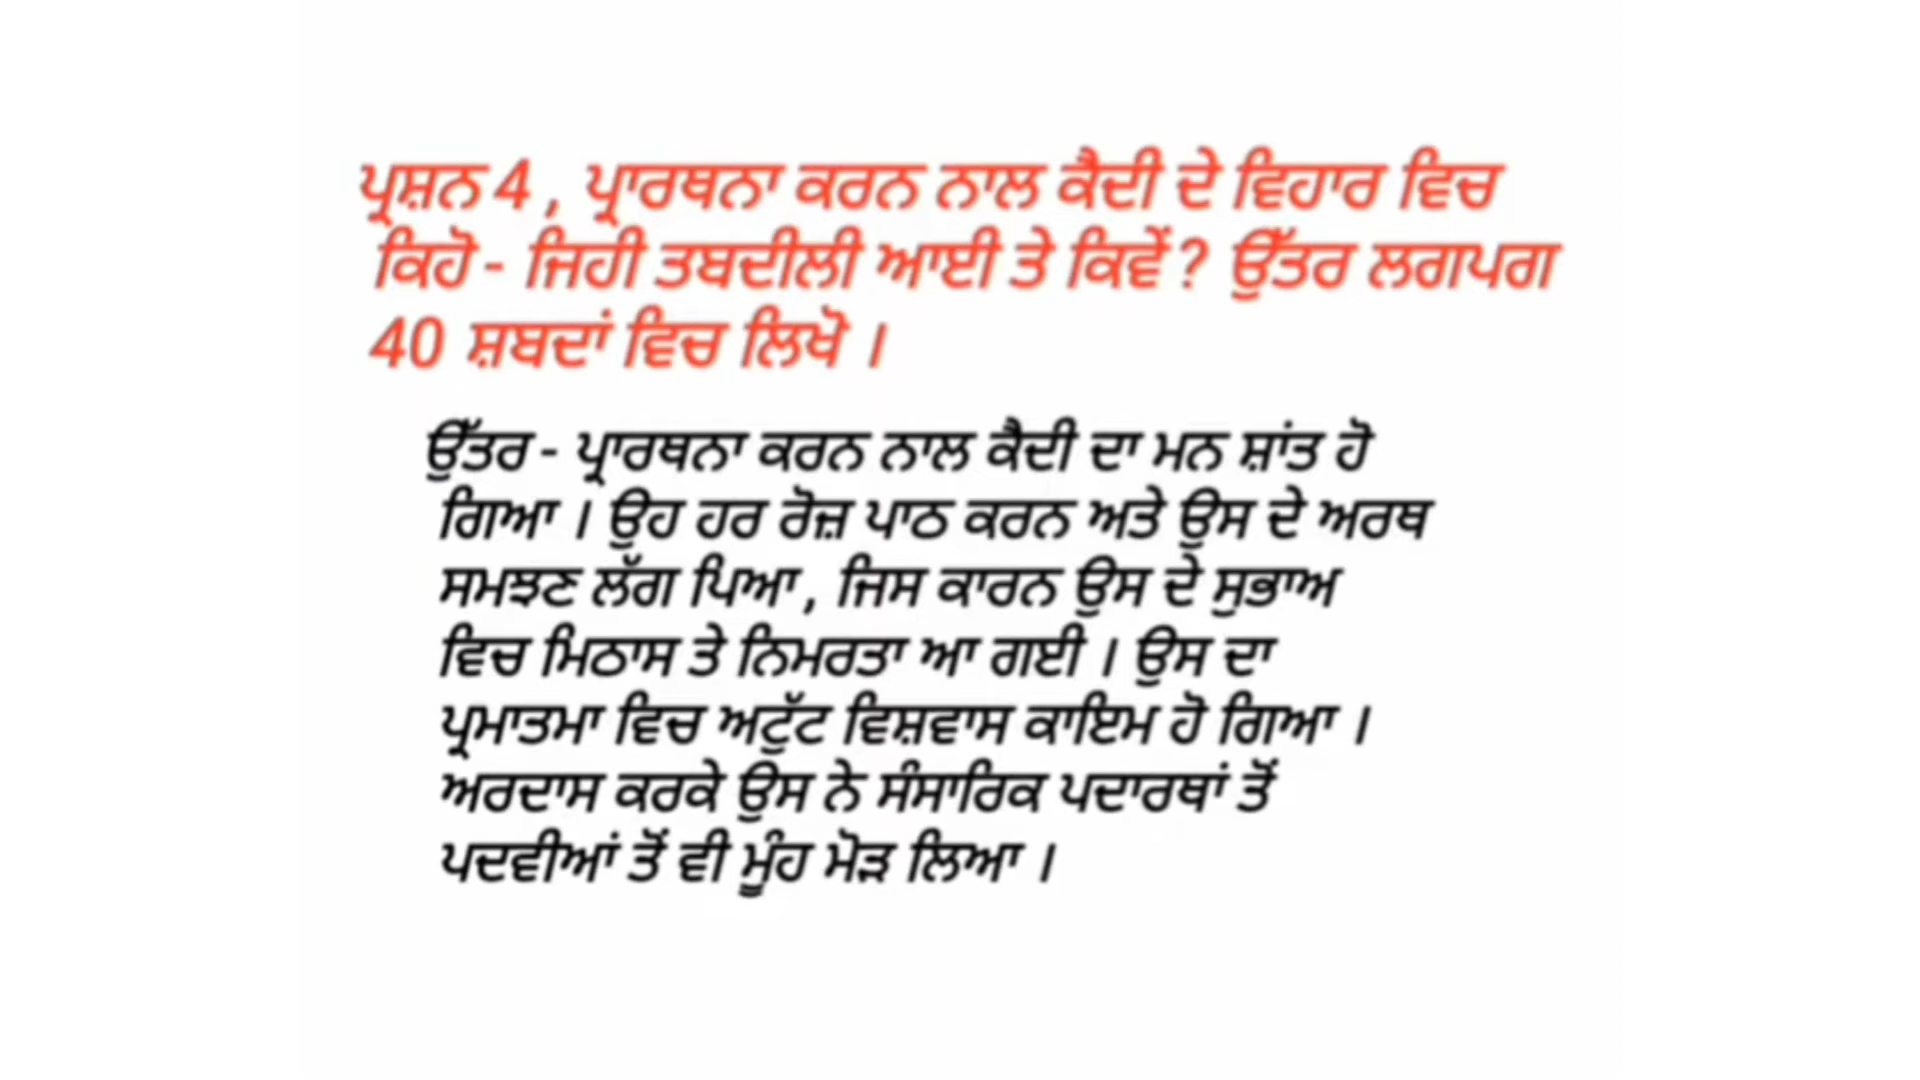 ਪ੍ਰਸ਼ਨ 4 , ਪ੍ਰਾਰਥਨਾ ਕਰਨ ਨਾਲ ਕੈਦੀ ਦੇ ਵਿਹਾਰ ਵਿਚ
ਕਿਹੋ - ਜਿਹੀ ਤਬਦੀਲੀ ਆਈ ਤੇ ਕਿਵੇਂ ? ਉੱਤਰ ਲਗਪਗ
40 ਸ਼ਬਦਾਂ ਵਿਚ ਲਿਖੋ ।
ਉੱਤਰ - ਪ੍ਰਾਰਥਨਾ ਕਰਨ ਨਾਲ ਕੈਦੀ ਦਾ ਮਨ ਸ਼ਾਂਤ ਹੋ
ਗਿਆ । ਉਹ ਹਰ ਰੋਜ਼ ਪਾਠ ਕਰਨ ਅਤੇ ਉਸ ਦੇ ਅਰਥ
ਸਮਝਣ ਲੱਗ ਪਿਆ , ਜਿਸ ਕਾਰਨ ਉਸ ਦੇ ਸੁਭਾਅ
ਵਿਚ ਮਿਠਾਸ ਤੇ ਨਿਮਰਤਾ ਆ ਗਈ । ਉਸ ਦਾ
ਪ੍ਰਮਾਤਮਾ ਵਿਚ ਅਟੁੱਟ ਵਿਸ਼ਵਾਸ ਕਾਇਮ ਹੋ ਗਿਆ ।
ਅਰਦਾਸ ਕਰਕੇ ਉਸ ਨੇ ਸੰਸਾਰਿਕ ਪਦਾਰਥਾਂ ਤੋਂ
ਪਦਵੀਆਂ ਤੋਂ ਵੀ ਮੂੰਹ ਮੋੜ ਲਿਆ ।